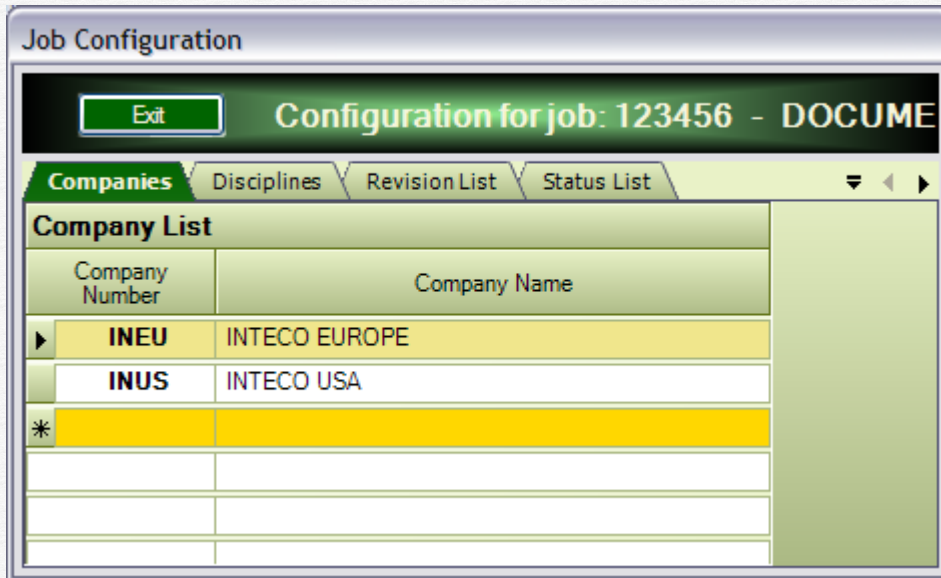 Job Configuration
Exit
Configuration for job: 123456 - DOCUME
Companies Disciplines Revision List Status List
Company List
Company Number Company Name
INEU INTECO EUROPE
INUS INTECO USA